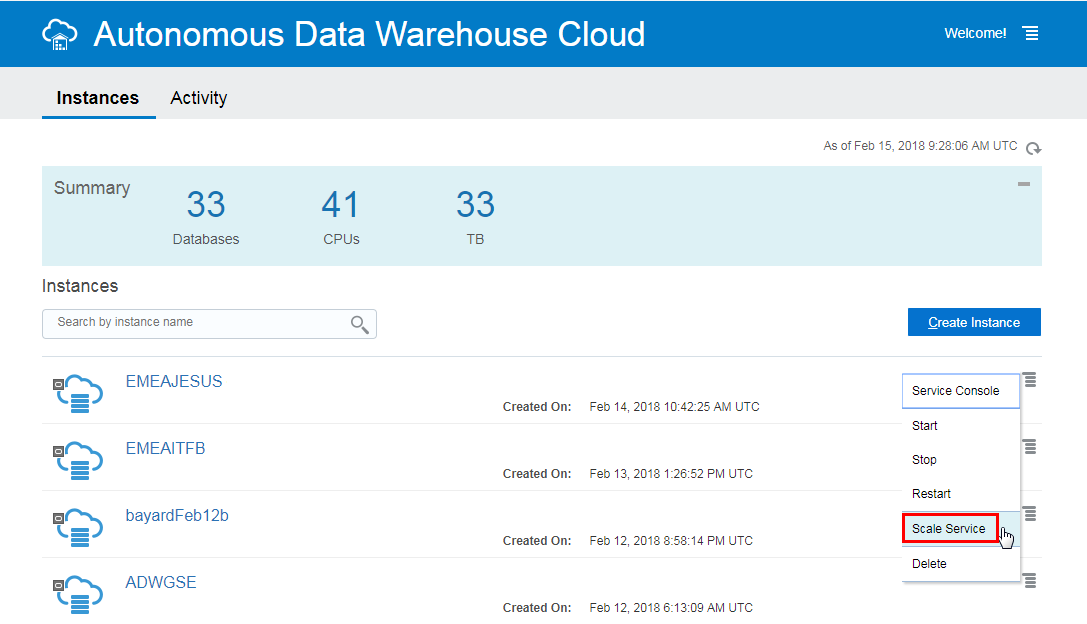 Autonomous Data Warehouse Cloud
Welcome!
Instances
Activity
As of Feb 15, 2018 9:28:06 AM UTC
Summary
33
41
33
Databases
CPUs
TB
Instances
Search by instance name
Create Instance
EMEAJESUS
Created On: Feb 14, 2018 10:42:25 AM UTC
Service Console
Start
Stop
Restart
Scale Service
Delete
EMEAITFB
Created On: Feb 13, 2018 1:26:52 PM UTC
bayardFeb12b
Created On: Feb 12, 2018 8:58:14 PM UTC
ADWGSE
Created On: Feb 12, 2018 6:13:09 AM UTC